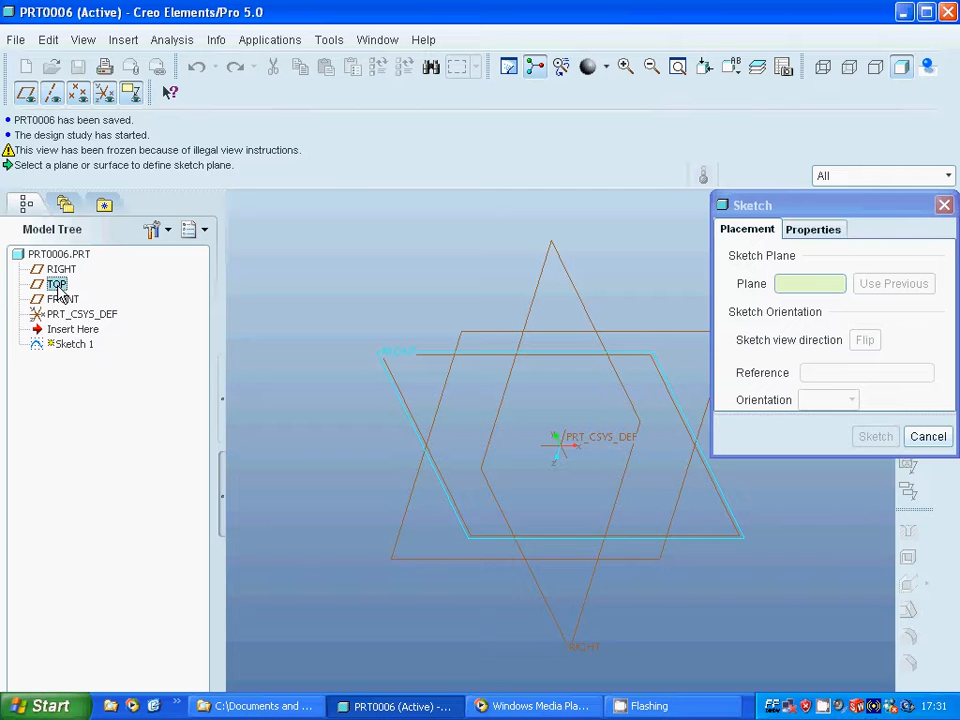 PRT0006 (Active) - Creo Elements/Pro 5.0
File Edit View Insert Analysis Info Applications Tools Window Help
PRT0006 has been saved.
The design study has started.
This view has been frozen because of illegal view instructions.
Select a plane or surface to define sketch plane.
All
Model Tree
PRT0006.PRT
RIGHT
TOP
PRT_CSYS_DEF
Insert Here
Sketch 1
PRT_CSYS_DEF
Y
X
Z
RIGHT
Sketch
Placement Properties
Sketch Plane
Plane Use Previous
Sketch Orientation
Sketch view direction Flip
Reference
Orientation
Sketch Cancel
Start C:\Documents and ... PRT0006 (Active) -... Windows Media Pla... Flashing 17:31